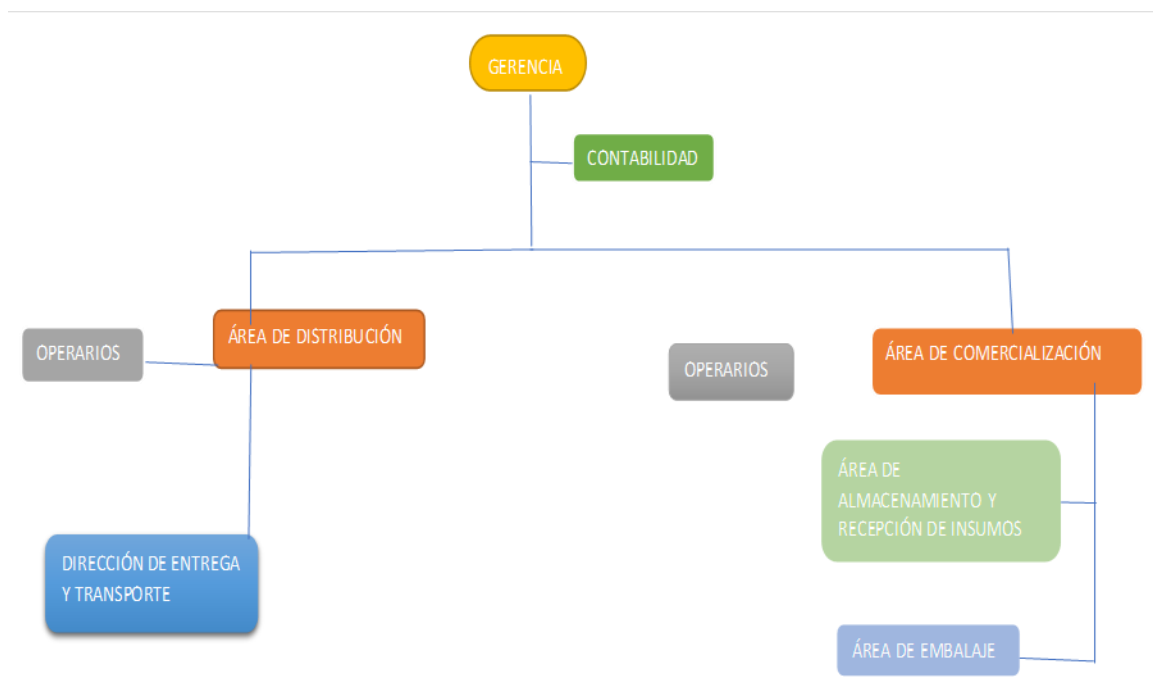 GERENCIA
CONTABILIDAD
ÁREA DE DISTRIBUCIÓN
OPERARIOS
DIRECCIÓN DE ENTREGA
Y TRANSPORTE
OPERARIOS
ÁREA DE COMERCIALIZACIÓN
ÁREA DE
ALMACENAMIENTO Y
RECEPCIÓN DE INSUMOS
ÁREA DE EMBALAJE